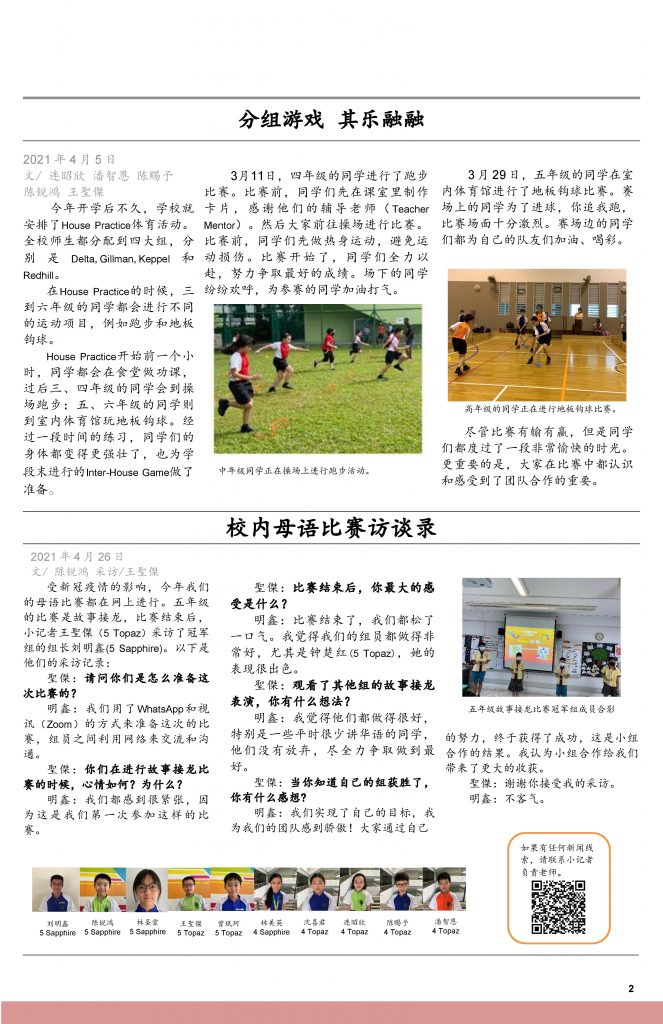 分组游戏 其乐融融
2021 年 4 月 5 日
文/ 连昭欣 潘智恩 陈赐予
陈锐鸿 王聖傑
今年开学后不久，学校就
安排了House Practice体育活动。
全校师生都分配到四大组，分
别是 Delta, Gillman, Keppel 和
Redhill。
在House Practice的时候，三
到六年级的同学都会进行不同
的运动项目，例如跑步和地板
钩球。
House Practice开始前一个小
时，同学都会在食堂做功课，
过后三、四年级的同学会到操
场跑步；五、六年级的同学则
到室内体育馆玩地板钩球。经
过一段时间的练习，同学们的
身体都变得更强壮了，也为学
段末进行的Inter-House Game做了
准备。
3月11日，四年级的同学进行了跑步
比赛。比赛前，同学们先在课室里制作
卡片，感谢他们的辅导老师（Teacher
Mentor）。然后大家前往操场进行比赛。
比赛前，同学们先做热身运动，避免运
动损伤。比赛开始了，同学们全力以
赴，努力争取最好的成绩。场下的同学
纷纷欢呼，为参赛的同学加油打气。
中年级同学正在操场上进行跑步活动。
3 月 29 日，五年级的同学在室
内体育馆进行了地板钩球比赛。赛
场上的同学为了进球，你追我跑，
比赛场面十分激烈。赛场边的同学
们都为自己的队友们加油、喝彩。
高年级的同学正在进行地板钩球比赛。
尽管比赛有输有赢，但是同学
们都度过了一段非常愉快的时光。
更重要的是，大家在比赛中都认识
和感受到了团队合作的重要。
校内母语比赛访谈录
2021 年 4 月 26 日
文/ 陈锐鸿 采访/王聖傑
受新冠疫情的影响，今年我们
的母语比赛都在网上进行。五年级
的比赛是故事接龙，比赛结束后，
小记者王聖傑（5 Topaz）采访了冠军
组的组长刘明鑫(5 Sapphire)。以下是
他们的采访记录：
聖傑：请问你们是怎么准备这
次比赛的？
明鑫：我们用了WhatsApp和视
讯（Zoom）的方式来准备这次的比
赛，组员之间利用网络来交流和沟
通。
聖傑：你们在进行故事接龙比
赛的时候，心情如何？为什么？
明鑫：我们都感到很紧张，因
为这是我们第一次参加这样的比
赛。
聖傑：比赛结束后，你最大的感
受是什么？
明鑫：比赛结束了，我们都松了
一口气。我觉得我们的组员都做得非
常好，尤其是钟楚红(5 Topaz)，她的
表现很出色。
聖傑：观看了其他组的故事接龙
表演，你有什么想法？
明鑫：我觉得他们都做得很好，
特别是一些平时很少讲华语的同学，
他们没有放弃，尽全力争取做到最
好。
聖傑：当你知道自己的组获胜了，
你有什么感想？
明鑫：我们实现了自己的目标，我
为我们的团队感到骄傲！大家通过自己
五年级故事接龙比赛冠军组成员合影
的努力，终于获得了成功，这是小组
合作的结果。我认为小组合作给我们
带来了更大的收获。
聖傑：谢谢你接受我的采访。
明鑫：不客气。
如果有任何新闻线
索，请联系小记者
负责老师。
刘明鑫 陈锐鸿 林圣霏 王聖傑 曾珉珂 林美英 沈喜君 连昭欣 陈赐予 潘智恩
5 Sapphire 5 Sapphire 5 Sapphire 5 Topaz 5 Topaz 4 Sapphire 4 Topaz 4 Topaz 4 Topaz 4 Topaz
2